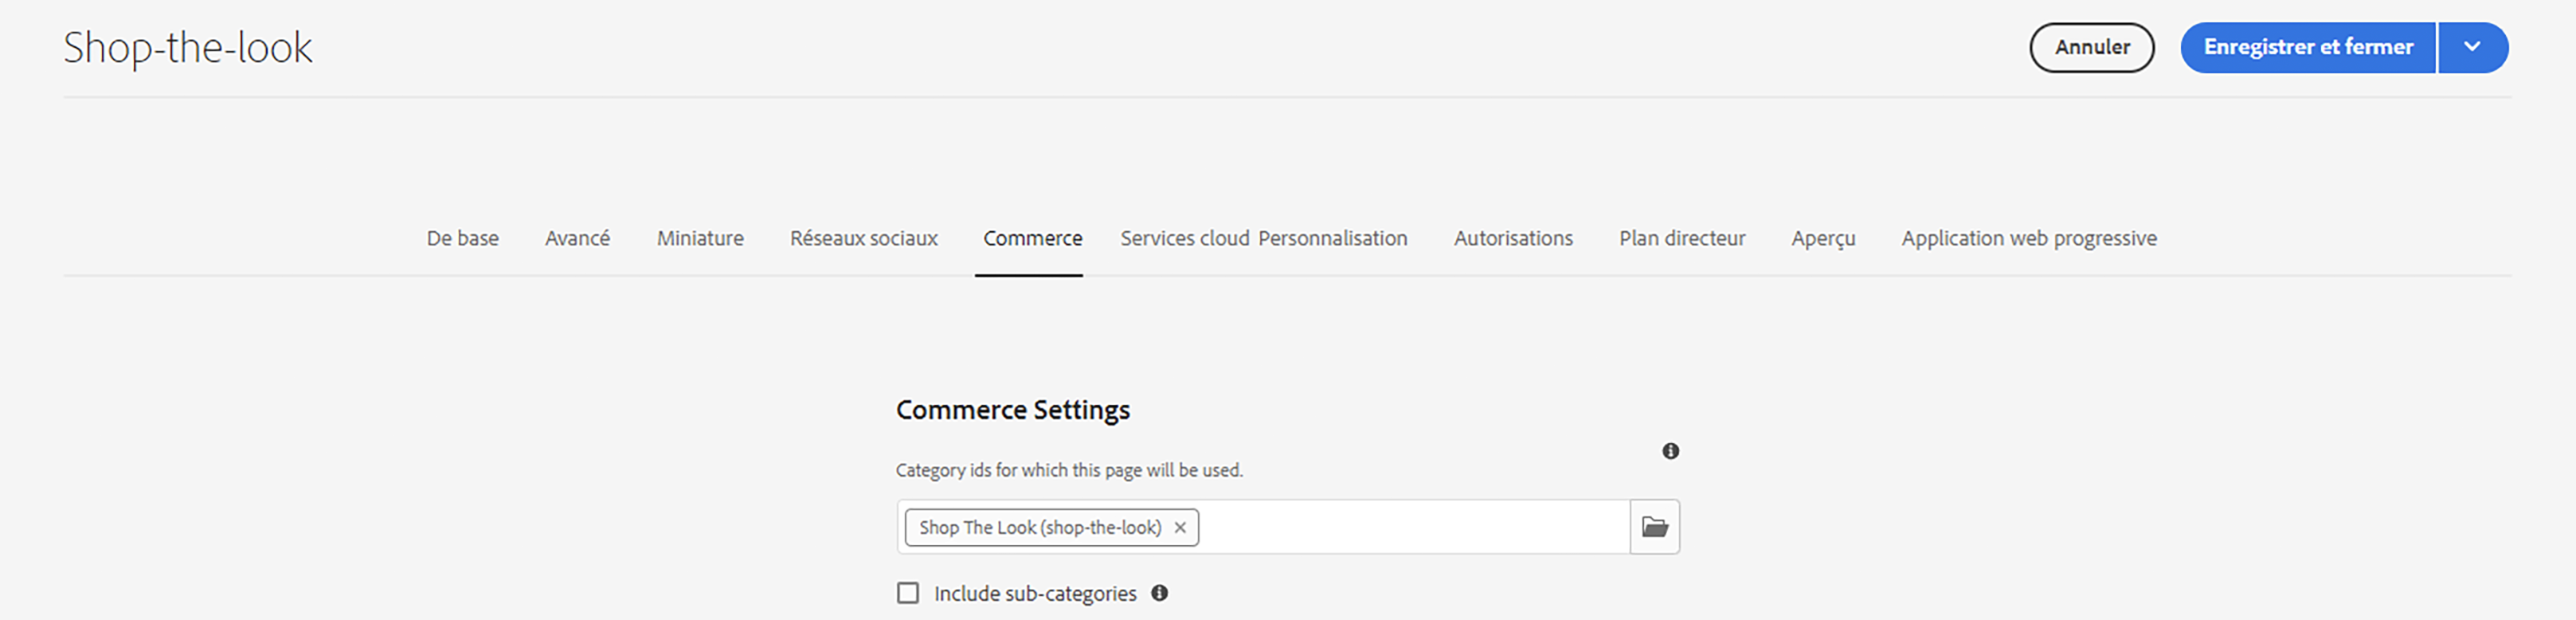 Shop-the-look
Annuler
Enregistrer et fermer
De base Avancé Miniature Réseaux sociaux Commerce Services cloud Personnalisation Autorisations Plan directeur Aperçu Application web progressive
Commerce Settings
Category ids for which this page will be used.
Shop The Look (shop-the-look)
Include sub-categories